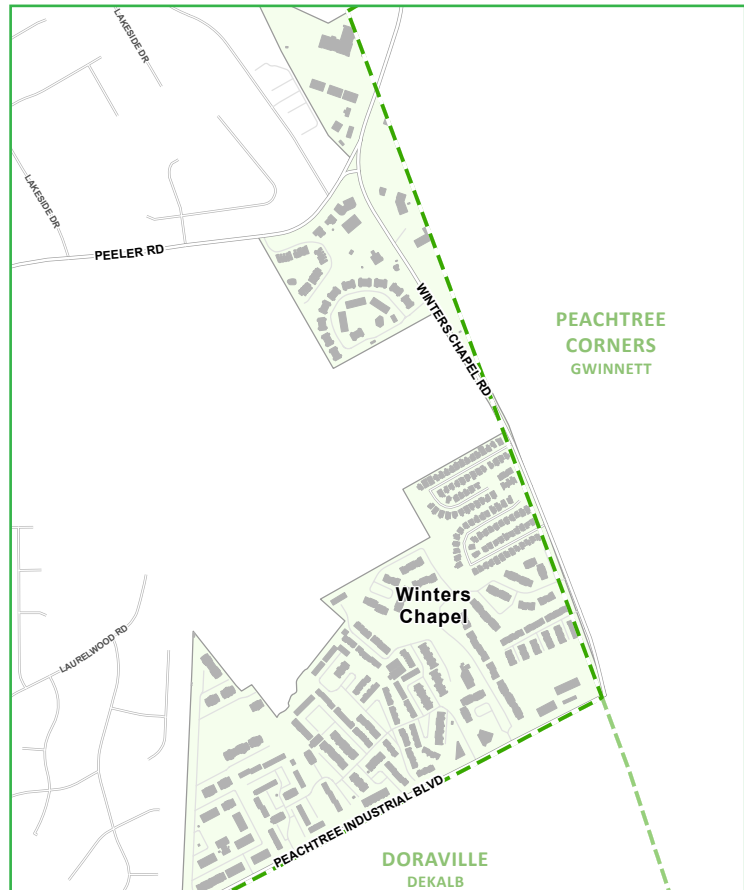 LAKESIDE DR
LAKESIDE DR
PEELER RD
WINTERS CHAPEL RD
PEACHTREE
CORNERS
GWINNETT
Winters
Chapel
LAURELWOOD RD
PEACHTREE INDUSTRIAL BLVD
DORAVILLE
DEKALB